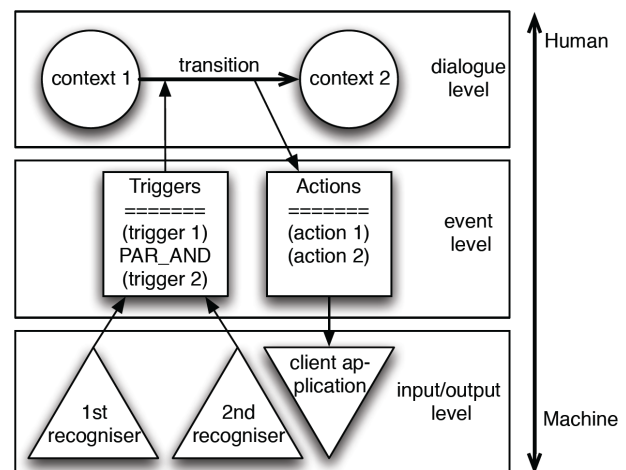 transition
context 1
context 2
dialogue
level
Human
Triggers
=======
(trigger 1)
PAR_AND
(trigger 2)
Actions
=======
(action 1)
(action 2)
event
level
1st
recogniser
2nd
recogniser
client ap-
plication
input/output
level
Machine